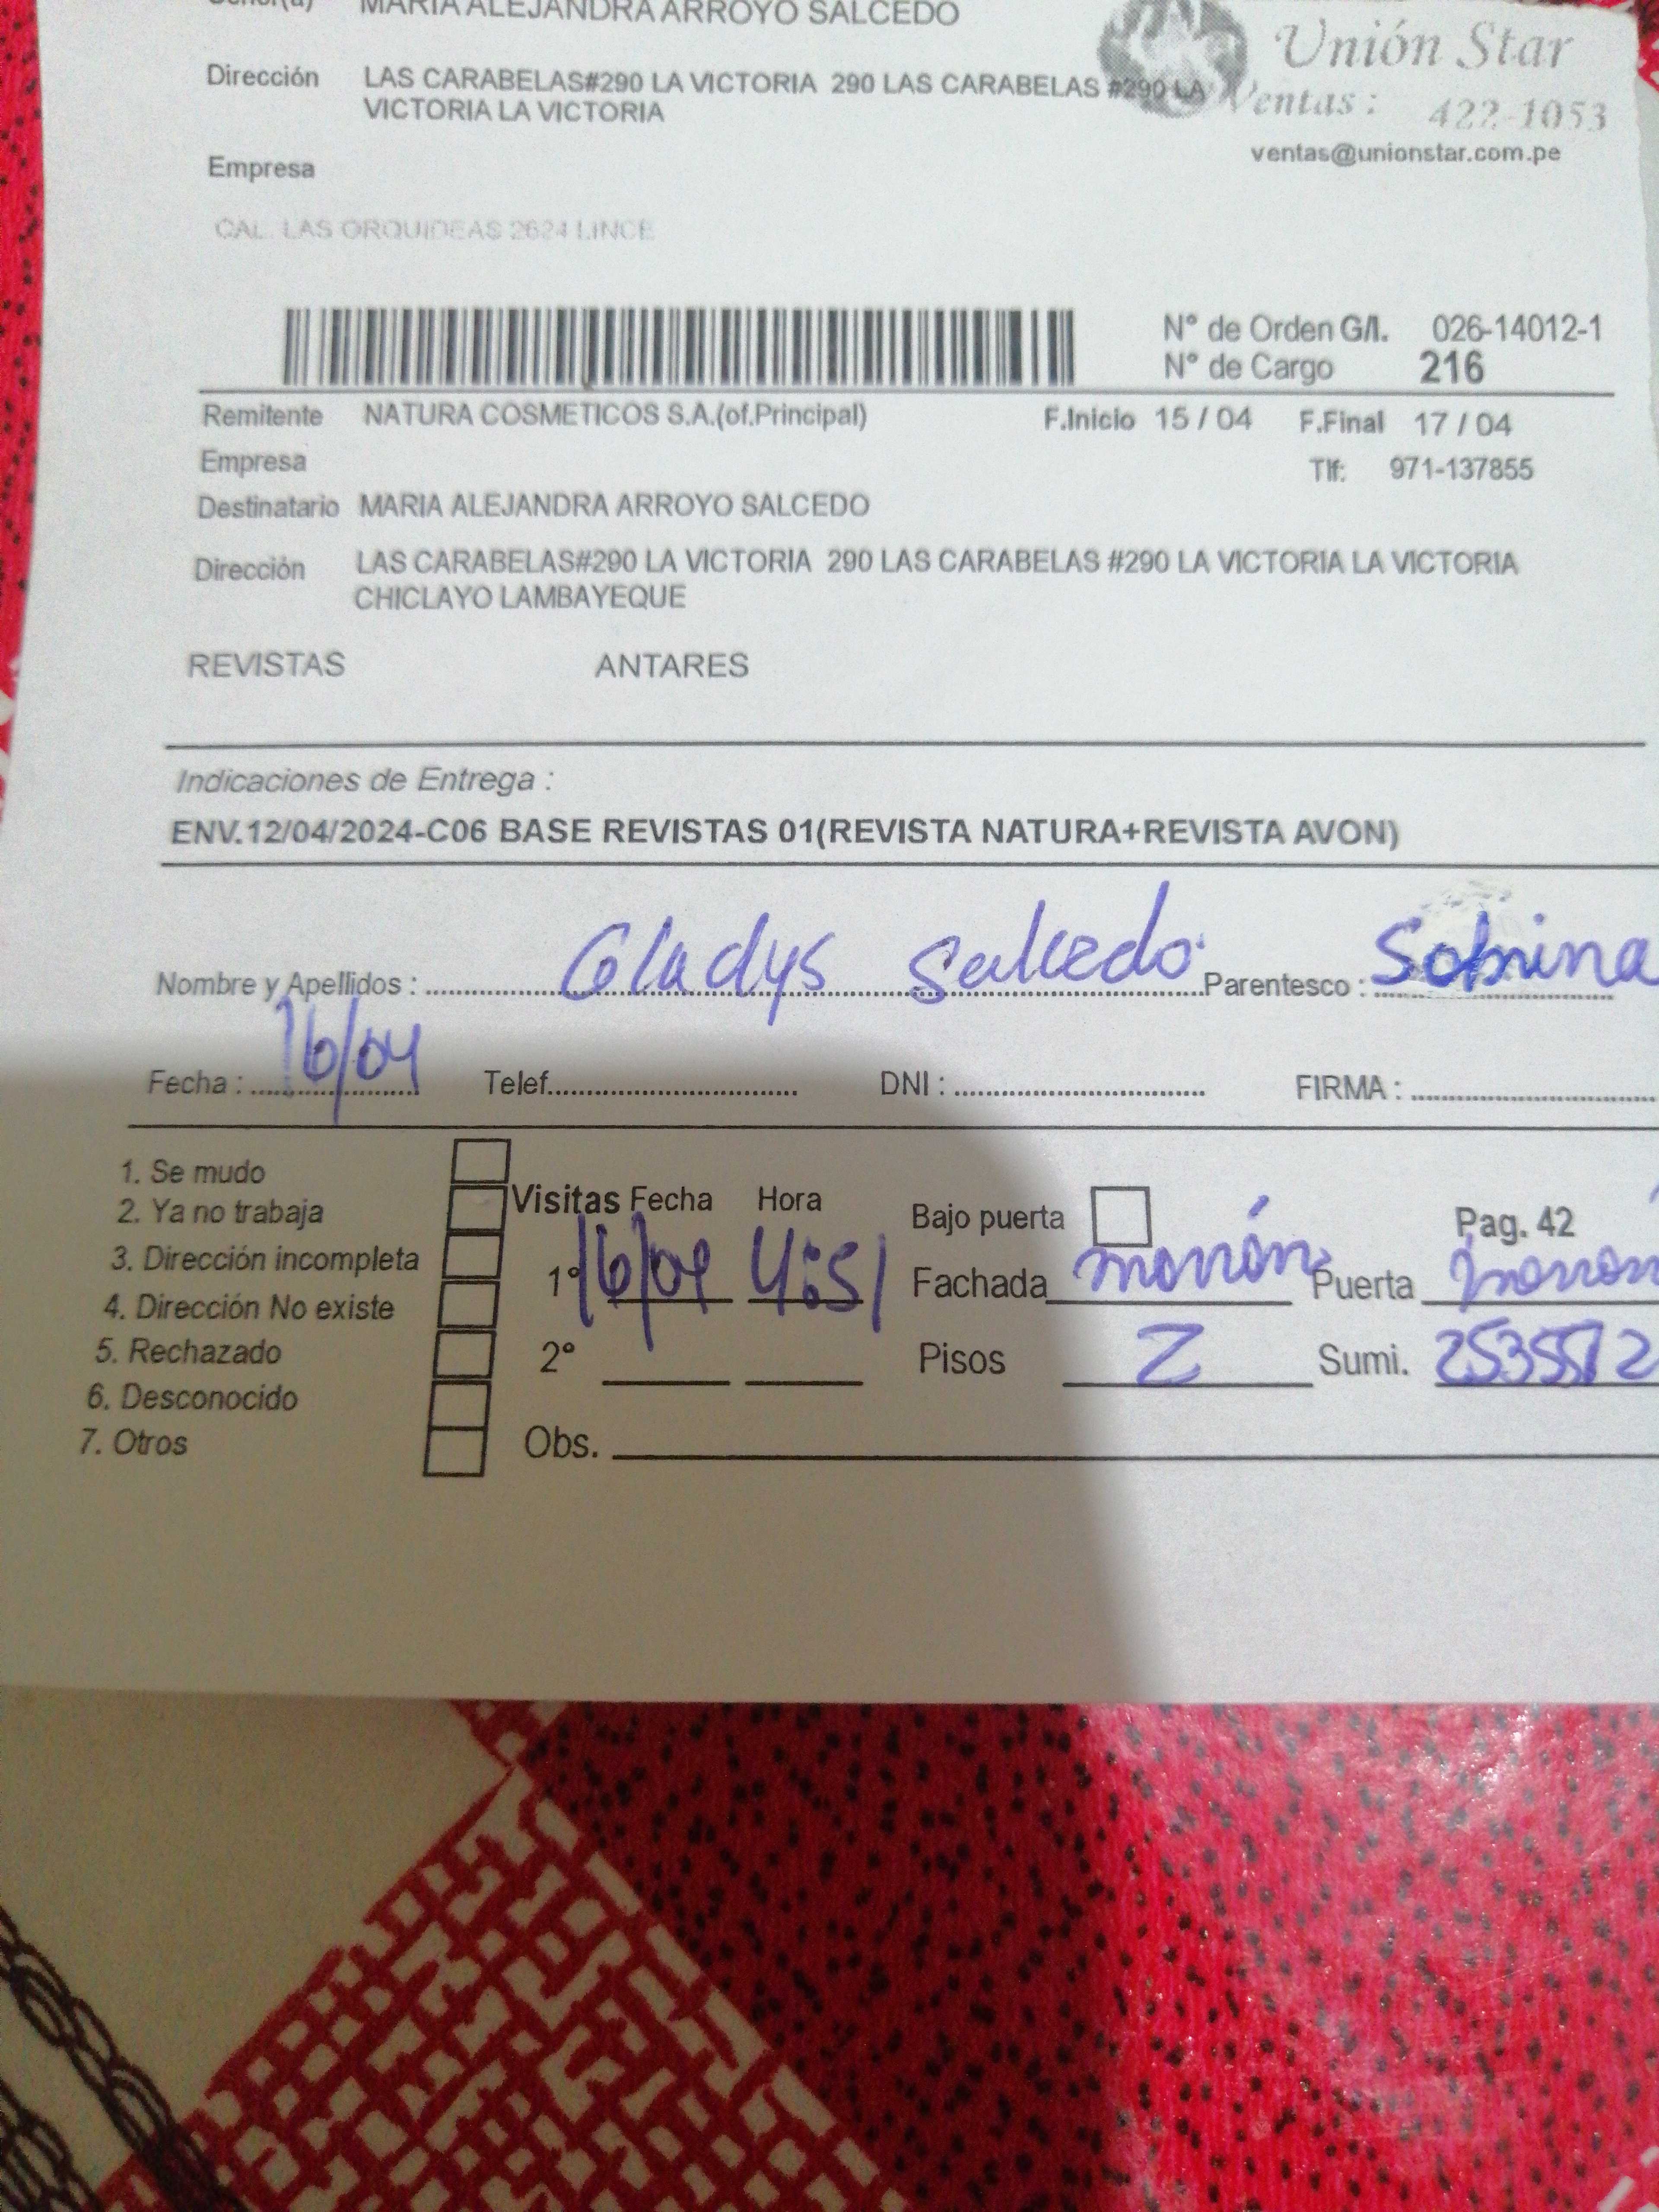 Señor(a) MARIA ALEJANDRA ARROYO SALCEDO
Unión Star
Dirección LAS CARABELAS#290 LA VICTORIA 290 LAS CARABELAS #290 LA
VICTORIA LA VICTORIA
Ventas : 422-1053
ventas@unionstar.com.pe
Empresa
CAL. LAS ORQUIDEAS 2624 LINCE
N° de Orden G/I. 026-14012-1
N° de Cargo 216
Remitente NATURA COSMETICOS S.A.(of.Principal) F.Inicio 15 / 04 F.Final 17 / 04
Empresa Tlf: 971-137855
Destinatario MARIA ALEJANDRA ARROYO SALCEDO
Dirección LAS CARABELAS#290 LA VICTORIA 290 LAS CARABELAS #290 LA VICTORIA LA VICTORIA
CHICLAYO LAMBAYEQUE
REVISTAS ANTARES
Indicaciones de Entrega :
ENV.12/04/2024-C06 BASE REVISTAS 01(REVISTA NATURA+REVISTA AVON)
Nombre y Apellidos : Gladys Salcedo Parentesco : Sobrina
Fecha : 16/04 Telef. DNI : FIRMA :
1. Se mudo
2. Ya no trabaja
3. Dirección incompleta
4. Dirección No existe
5. Rechazado
6. Desconocido
7. Otros
Visitas Fecha Hora
1° 16/04 4:51
2°
Obs.
Bajo puerta Pag. 42
Fachada marrón Puerta marron
Pisos 2 Sumi. 2535512